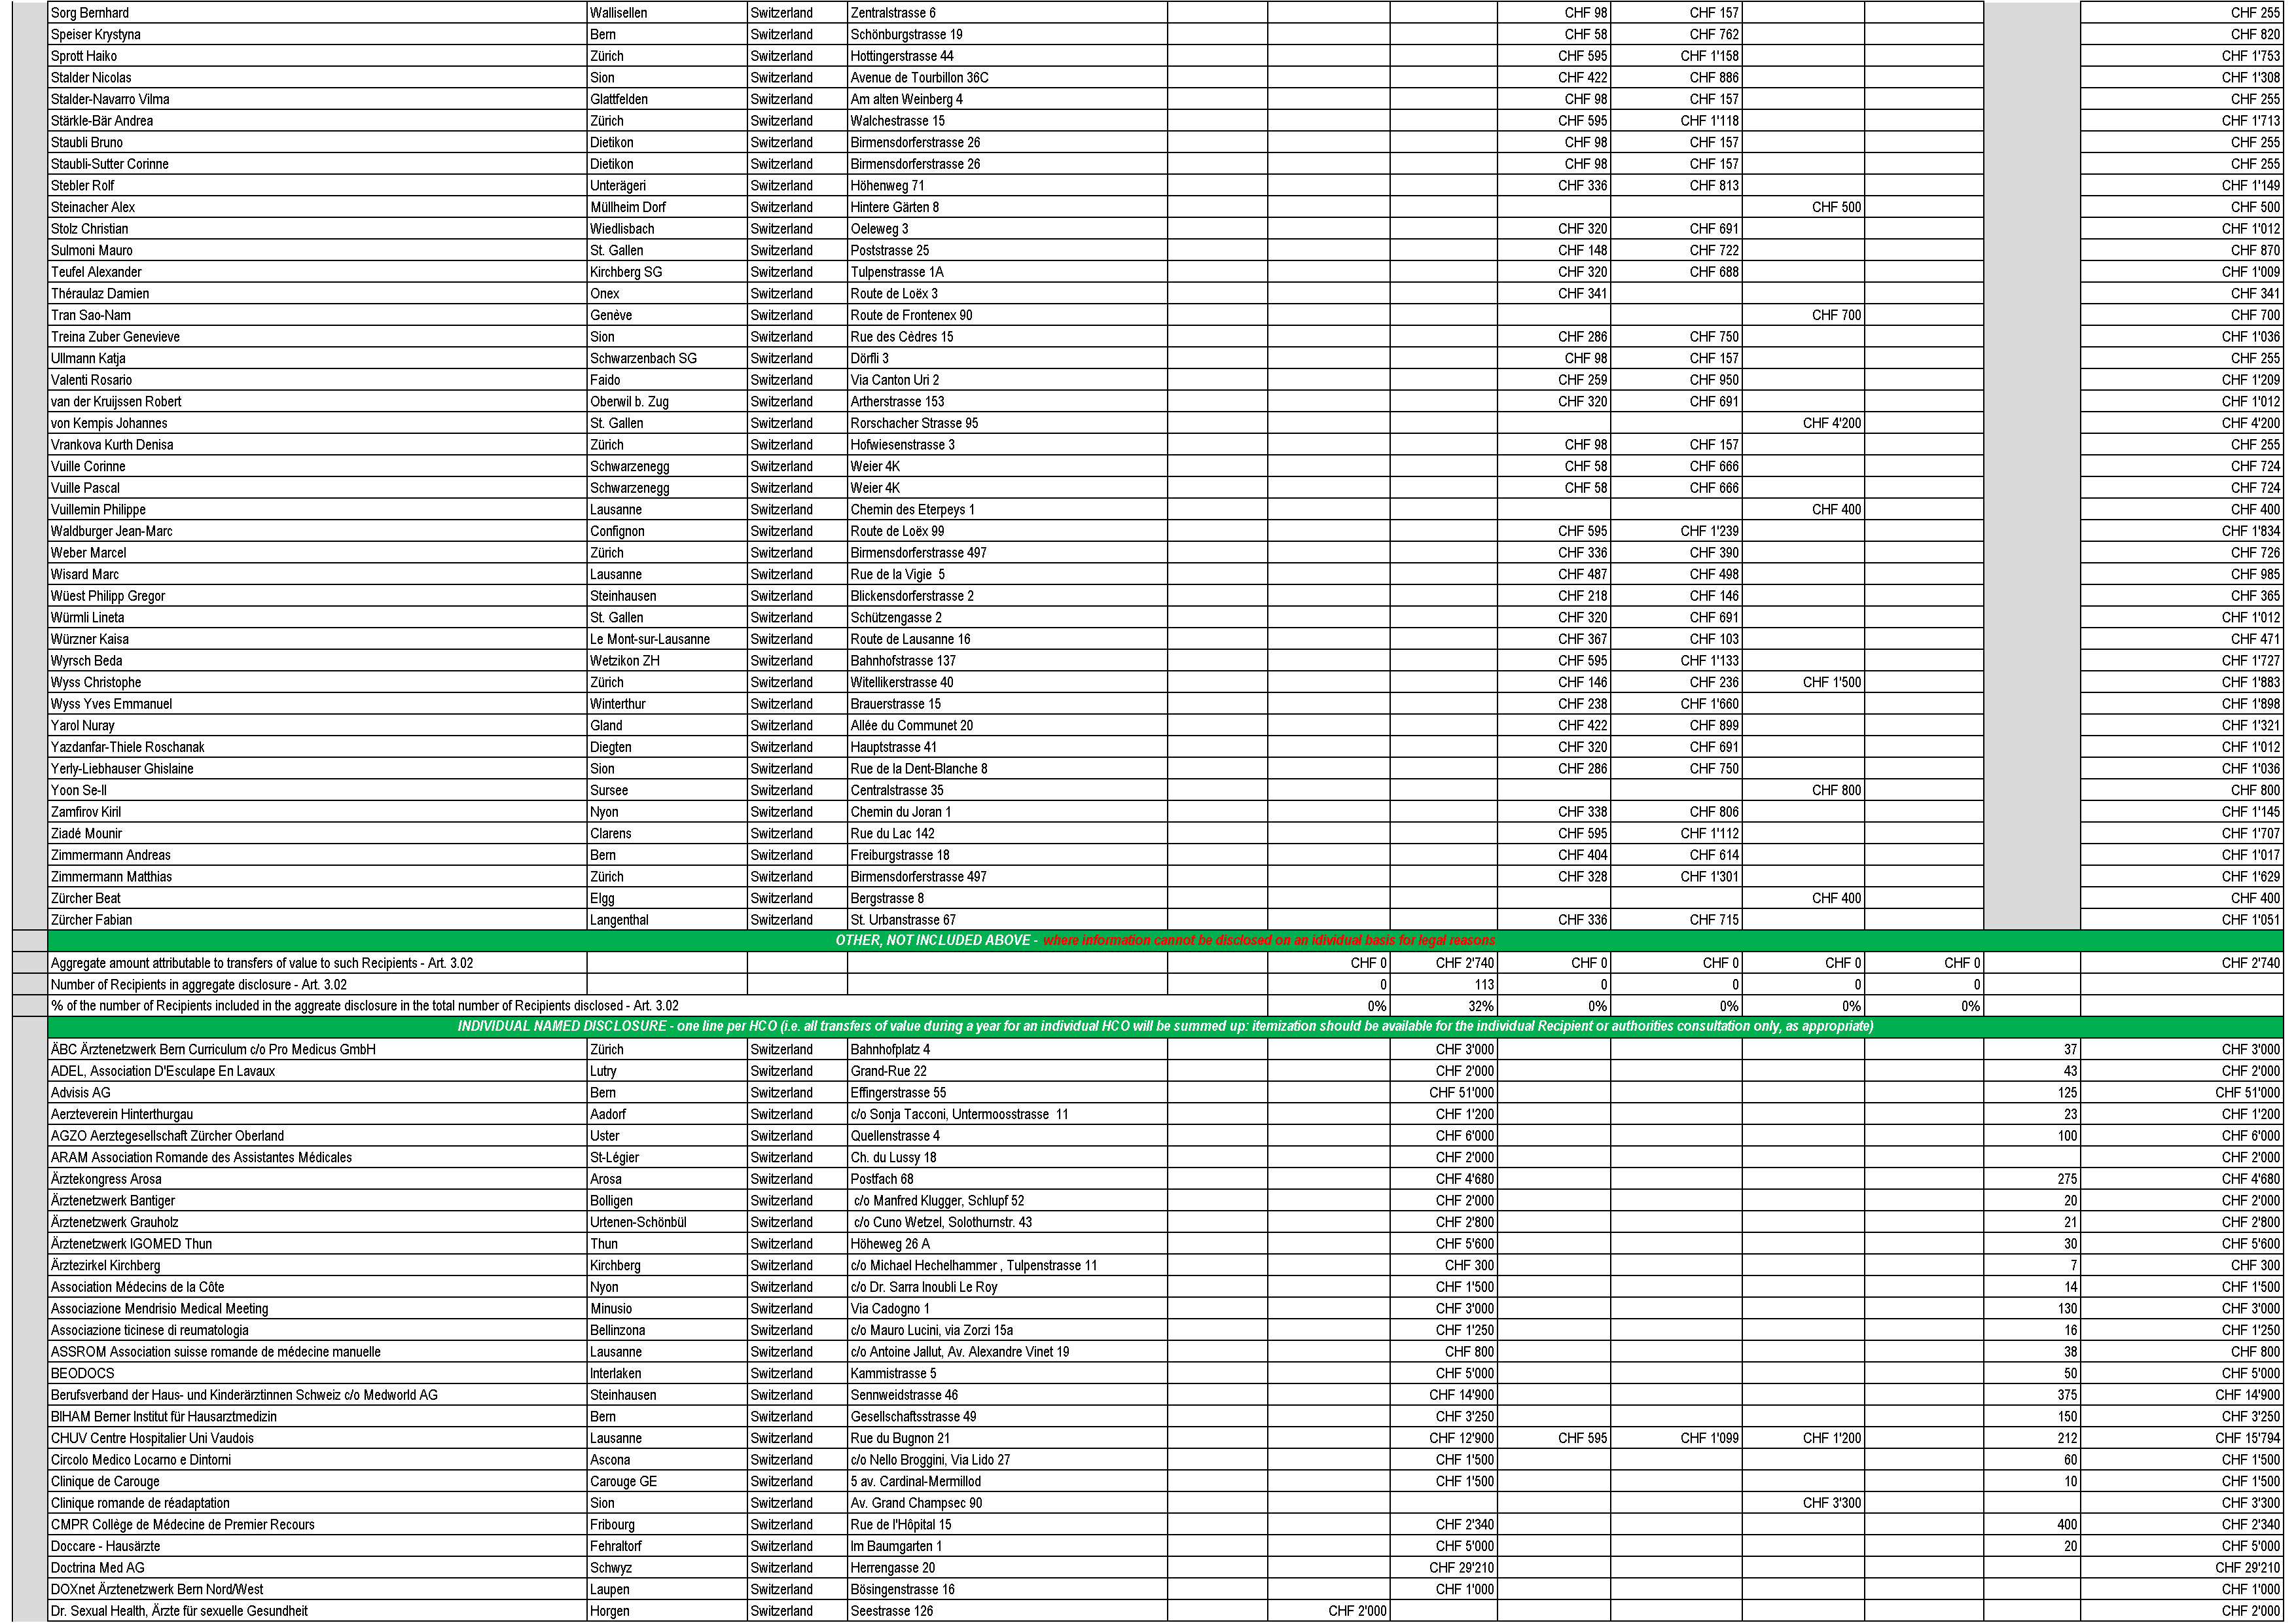 Sorg Bernhard Wallisellen Switzerland Zentralstrasse 6 CHF 98 CHF 157 CHF 255
Speiser Krystyna Bern Switzerland Schönburgstrasse 19 CHF 58 CHF 762 CHF 820
Sprott Haiko Zürich Switzerland Hottingerstrasse 44 CHF 595 CHF 1'158 CHF 1'753
Stalder Nicolas Sion Switzerland Avenue de Tourbillon 36C CHF 422 CHF 886 CHF 1'308
Stalder-Navarro Vilma Glattfelden Switzerland Am alten Weinberg 4 CHF 98 CHF 157 CHF 255
Stärkle-Bär Andrea Zürich Switzerland Walchestrasse 15 CHF 595 CHF 1'118 CHF 1'713
Staubli Bruno Dietikon Switzerland Birmensdorferstrasse 26 CHF 98 CHF 157 CHF 255
Staubli-Sutter Corinne Dietikon Switzerland Birmensdorferstrasse 26 CHF 98 CHF 157 CHF 255
Stebler Rolf Unterägeri Switzerland Höhenweg 71 CHF 336 CHF 813 CHF 1'149
Steinacher Alex Müllheim Dorf Switzerland Hintere Gärten 8 CHF 500 CHF 500
Stolz Christian Wiedlisbach Switzerland Oeleweg 3 CHF 320 CHF 691 CHF 1'012
Sulmoni Mauro St. Gallen Switzerland Poststrasse 25 CHF 148 CHF 722 CHF 870
Teufel Alexander Kirchberg SG Switzerland Tulpenstrasse 1A CHF 320 CHF 688 CHF 1'009
Théraulaz Damien Onex Switzerland Route de Loëx 3 CHF 341 CHF 341
Tran Sao-Nam Genève Switzerland Route de Frontenex 90 CHF 700 CHF 700
Treina Zuber Genevieve Sion Switzerland Rue des Cèdres 15 CHF 286 CHF 750 CHF 1'036
Ullmann Katja Schwarzenbach SG Switzerland Dörfli 3 CHF 98 CHF 157 CHF 255
Valenti Rosario Faido Switzerland Via Canton Uri 2 CHF 259 CHF 950 CHF 1'209
van der Kruijssen Robert Oberwil b. Zug Switzerland Artherstrasse 153 CHF 320 CHF 691 CHF 1'012
von Kempis Johannes St. Gallen Switzerland Rorschacher Strasse 95 CHF 4'200 CHF 4'200
Vrankova Kurth Denisa Zürich Switzerland Hofwiesenstrasse 3 CHF 98 CHF 157 CHF 255
Vuille Corinne Schwarzenegg Switzerland Weier 4K CHF 58 CHF 666 CHF 724
Vuille Pascal Schwarzenegg Switzerland Weier 4K CHF 58 CHF 666 CHF 724
Vuillemin Philippe Lausanne Switzerland Chemin des Eterpeys 1 CHF 400 CHF 400
Waldburger Jean-Marc Confignon Switzerland Route de Loëx 99 CHF 595 CHF 1'239 CHF 1'834
Weber Marcel Zürich Switzerland Birmensdorferstrasse 497 CHF 336 CHF 390 CHF 726
Wisard Marc Lausanne Switzerland Rue de la Vigie 5 CHF 487 CHF 498 CHF 985
Wüest Philipp Gregor Steinhausen Switzerland Blickensdorferstrasse 2 CHF 218 CHF 146 CHF 365
Würmli Lineta St. Gallen Switzerland Schützengasse 2 CHF 320 CHF 691 CHF 1'012
Würzner Kaisa Le Mont-sur-Lausanne Switzerland Route de Lausanne 16 CHF 367 CHF 103 CHF 471
Wyrsch Beda Wetzikon ZH Switzerland Bahnhofstrasse 137 CHF 595 CHF 1'133 CHF 1'727
Wyss Christophe Zürich Switzerland Witellikerstrasse 40 CHF 146 CHF 236 CHF 1'500 CHF 1'883
Wyss Yves Emmanuel Winterthur Switzerland Brauerstrasse 15 CHF 238 CHF 1'660 CHF 1'898
Yarol Nuray Gland Switzerland Allée du Communet 20 CHF 422 CHF 899 CHF 1'321
Yazdanfar-Thiele Roschanak Diegten Switzerland Hauptstrasse 41 CHF 320 CHF 691 CHF 1'012
Yerly-Liebhauser Ghislaine Sion Switzerland Rue de la Dent-Blanche 8 CHF 286 CHF 750 CHF 1'036
Yoon Se-Il Sursee Switzerland Centralstrasse 35 CHF 800 CHF 800
Zamfirov Kiril Nyon Switzerland Chemin du Joran 1 CHF 338 CHF 806 CHF 1'145
Ziadé Mounir Clarens Switzerland Rue du Lac 142 CHF 595 CHF 1'112 CHF 1'707
Zimmermann Andreas Bern Switzerland Freiburgstrasse 18 CHF 404 CHF 614 CHF 1'017
Zimmermann Matthias Zürich Switzerland Birmensdorferstrasse 497 CHF 328 CHF 1'301 CHF 1'629
Zürcher Beat Elgg Switzerland Bergstrasse 8 CHF 400 CHF 400
Zürcher Fabian Langenthal Switzerland St. Urbanstrasse 67 CHF 336 CHF 715 CHF 1'051
OTHER, NOT INCLUDED ABOVE - where information cannot be disclosed on an idividual basis for legal reasons
Aggregate amount attributable to transfers of value to such Recipients - Art. 3.02 CHF 0 CHF 2'740 CHF 0 CHF 0 CHF 0 CHF 0 CHF 2'740
Number of Recipients in aggregate disclosure - Art. 3.02 0 113 0 0 0 0
% of the number of Recipients included in the aggreate disclosure in the total number of Recipients disclosed - Art. 3.02 0% 32% 0% 0% 0% 0%
INDIVIDUAL NAMED DISCLOSURE - one line per HCO (i.e. all transfers of value during a year for an individual HCO will be summed up: itemization should be available for the individual Recipient or authorities consultation only, as appropriate)
ÄBC Ärztenetzwerk Bern Curriculum c/o Pro Medicus GmbH Zürich Switzerland Bahnhofplatz 4 CHF 3'000 37 CHF 3'000
ADEL, Association D'Esculape En Lavaux Lutry Switzerland Grand-Rue 22 CHF 2'000 43 CHF 2'000
Advisis AG Bern Switzerland Effingerstrasse 55 CHF 51'000 125 CHF 51'000
Aerzteverein Hinterthurgau Aadorf Switzerland c/o Sonja Tacconi, Untermoosstrasse 11 CHF 1'200 23 CHF 1'200
AGZO Aerztegesellschaft Zürcher Oberland Uster Switzerland Quellenstrasse 4 CHF 6'000 100 CHF 6'000
ARAM Association Romande des Assistantes Médicales St-Légier Switzerland Ch. du Lussy 18 CHF 2'000 CHF 2'000
Ärztekongress Arosa Arosa Switzerland Postfach 68 CHF 4'680 275 CHF 4'680
Ärztenetzwerk Bantiger Bolligen Switzerland c/o Manfred Klugger, Schlupf 52 CHF 2'000 20 CHF 2'000
Ärztenetzwerk Grauholz Urtenen-Schönbül Switzerland c/o Cuno Wetzel, Solothurnstr. 43 CHF 2'800 21 CHF 2'800
Ärztenetzwerk IGOMED Thun Thun Switzerland Höheweg 26 A CHF 5'600 30 CHF 5'600
Ärztezirkel Kirchberg Kirchberg Switzerland c/o Michael Hechelhammer , Tulpenstrasse 11 CHF 300 7 CHF 300
Association Médecins de la Côte Nyon Switzerland c/o Dr. Sarra Inoubli Le Roy CHF 1'500 14 CHF 1'500
Associazione Mendrisio Medical Meeting Minusio Switzerland Via Cadogno 1 CHF 3'000 130 CHF 3'000
Associazione ticinese di reumatologia Bellinzona Switzerland c/o Mauro Lucini, via Zorzi 15a CHF 1'250 16 CHF 1'250
ASSROM Association suisse romande de médecine manuelle Lausanne Switzerland c/o Antoine Jallut, Av. Alexandre Vinet 19 CHF 800 38 CHF 800
BEODOCS Interlaken Switzerland Kammistrasse 5 CHF 5'000 50 CHF 5'000
Berufsverband der Haus- und Kinderärztinnen Schweiz c/o Medworld AG Steinhausen Switzerland Sennweidstrasse 46 CHF 14'900 375 CHF 14'900
BIHAM Berner Institut für Hausarztmedizin Bern Switzerland Gesellschaftsstrasse 49 CHF 3'250 150 CHF 3'250
CHUV Centre Hospitalier Uni Vaudois Lausanne Switzerland Rue du Bugnon 21 CHF 12'900 CHF 595 CHF 1'099 CHF 1'200 212 CHF 15'794
Circolo Medico Locarno e Dintorni Ascona Switzerland c/o Nello Broggini, Via Lido 27 CHF 1'500 60 CHF 1'500
Clinique de Carouge Carouge GE Switzerland 5 av. Cardinal-Mermillod CHF 1'500 10 CHF 1'500
Clinique romande de réadaptation Sion Switzerland Av. Grand Champsec 90 CHF 3'300 CHF 3'300
CMPR Collège de Médecine de Premier Recours Fribourg Switzerland Rue de l'Hôpital 15 CHF 2'340 400 CHF 2'340
Doccare - Hausärzte Fehraltorf Switzerland Im Baumgarten 1 CHF 5'000 20 CHF 5'000
Doctrina Med AG Schwyz Switzerland Herrengasse 20 CHF 29'210 CHF 29'210
DOXnet Ärztenetzwerk Bern Nord/West Laupen Switzerland Bösingenstrasse 16 CHF 1'000 CHF 1'000
Dr. Sexual Health, Ärzte für sexuelle Gesundheit Horgen Switzerland Seestrasse 126 CHF 2'000 CHF 2'000